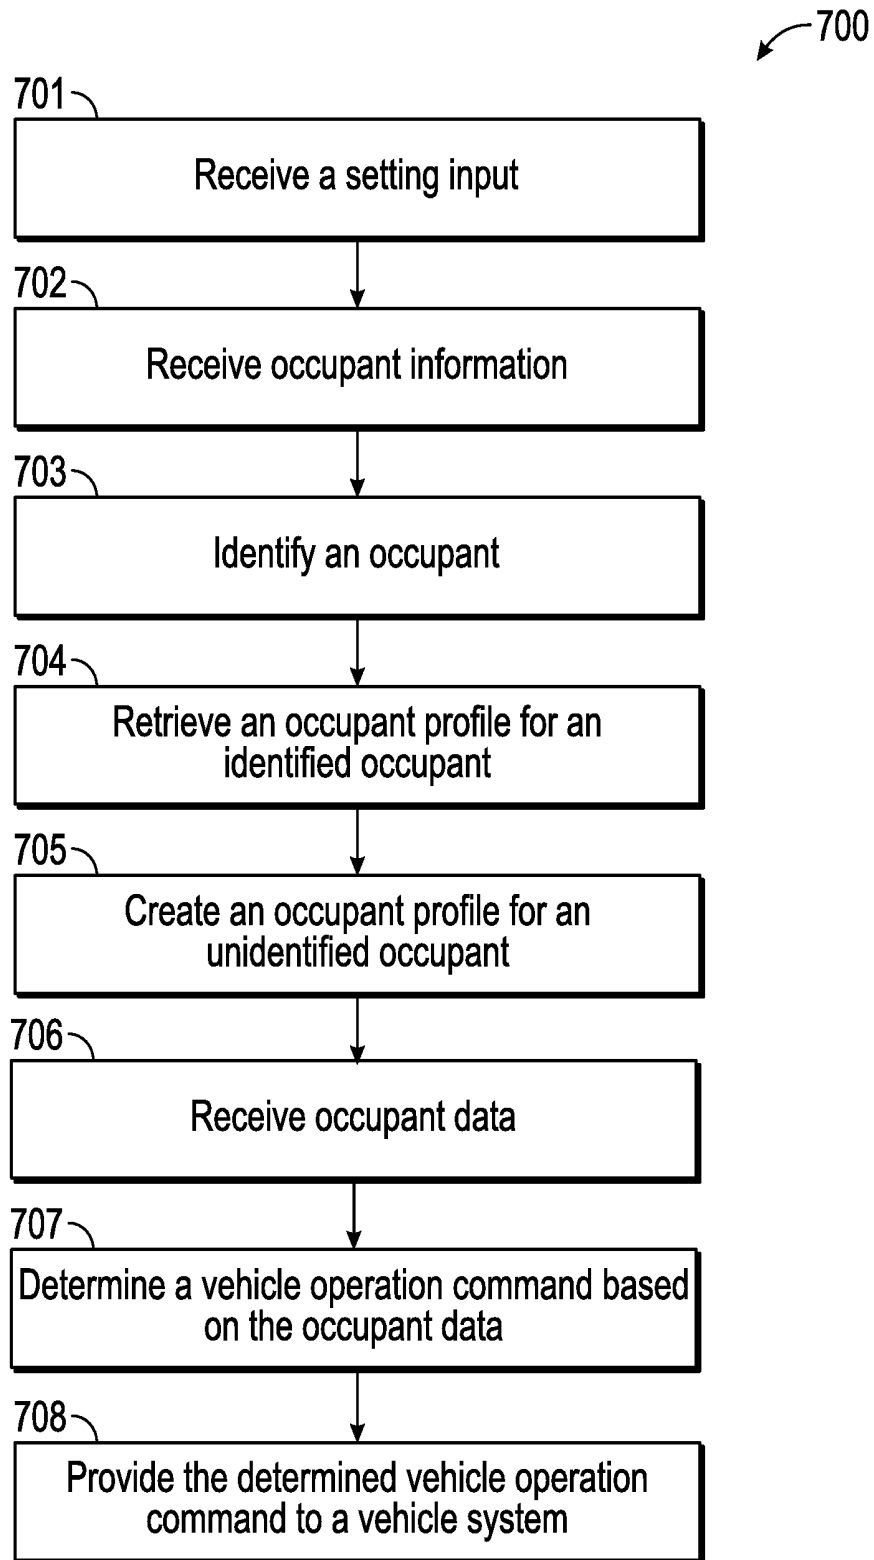 700
701
Receive a setting input
702
Receive occupant information
703
Identify an occupant
704
Retrieve an occupant profile for an
identified occupant
705
Create an occupant profile for an
unidentified occupant
706
Receive occupant data
707
Determine a vehicle operation command based
on the occupant data
708
Provide the determined vehicle operation
command to a vehicle system